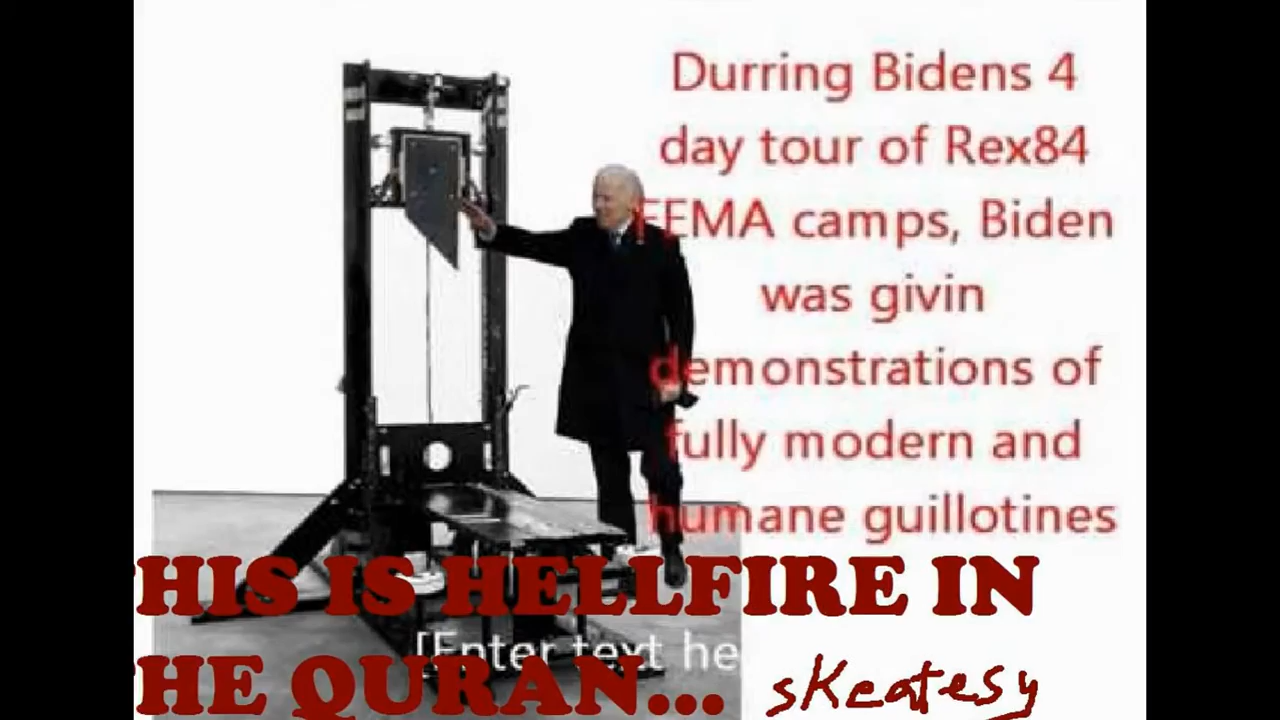 Durring Bidens 4
day tour of Rex84
FEMA camps, Biden
was givin
demonstrations of
fully modern and
humane guillotines
HIS IS HELLFIRE IN
[Enter text he
HE QURAN...
sKeatesy